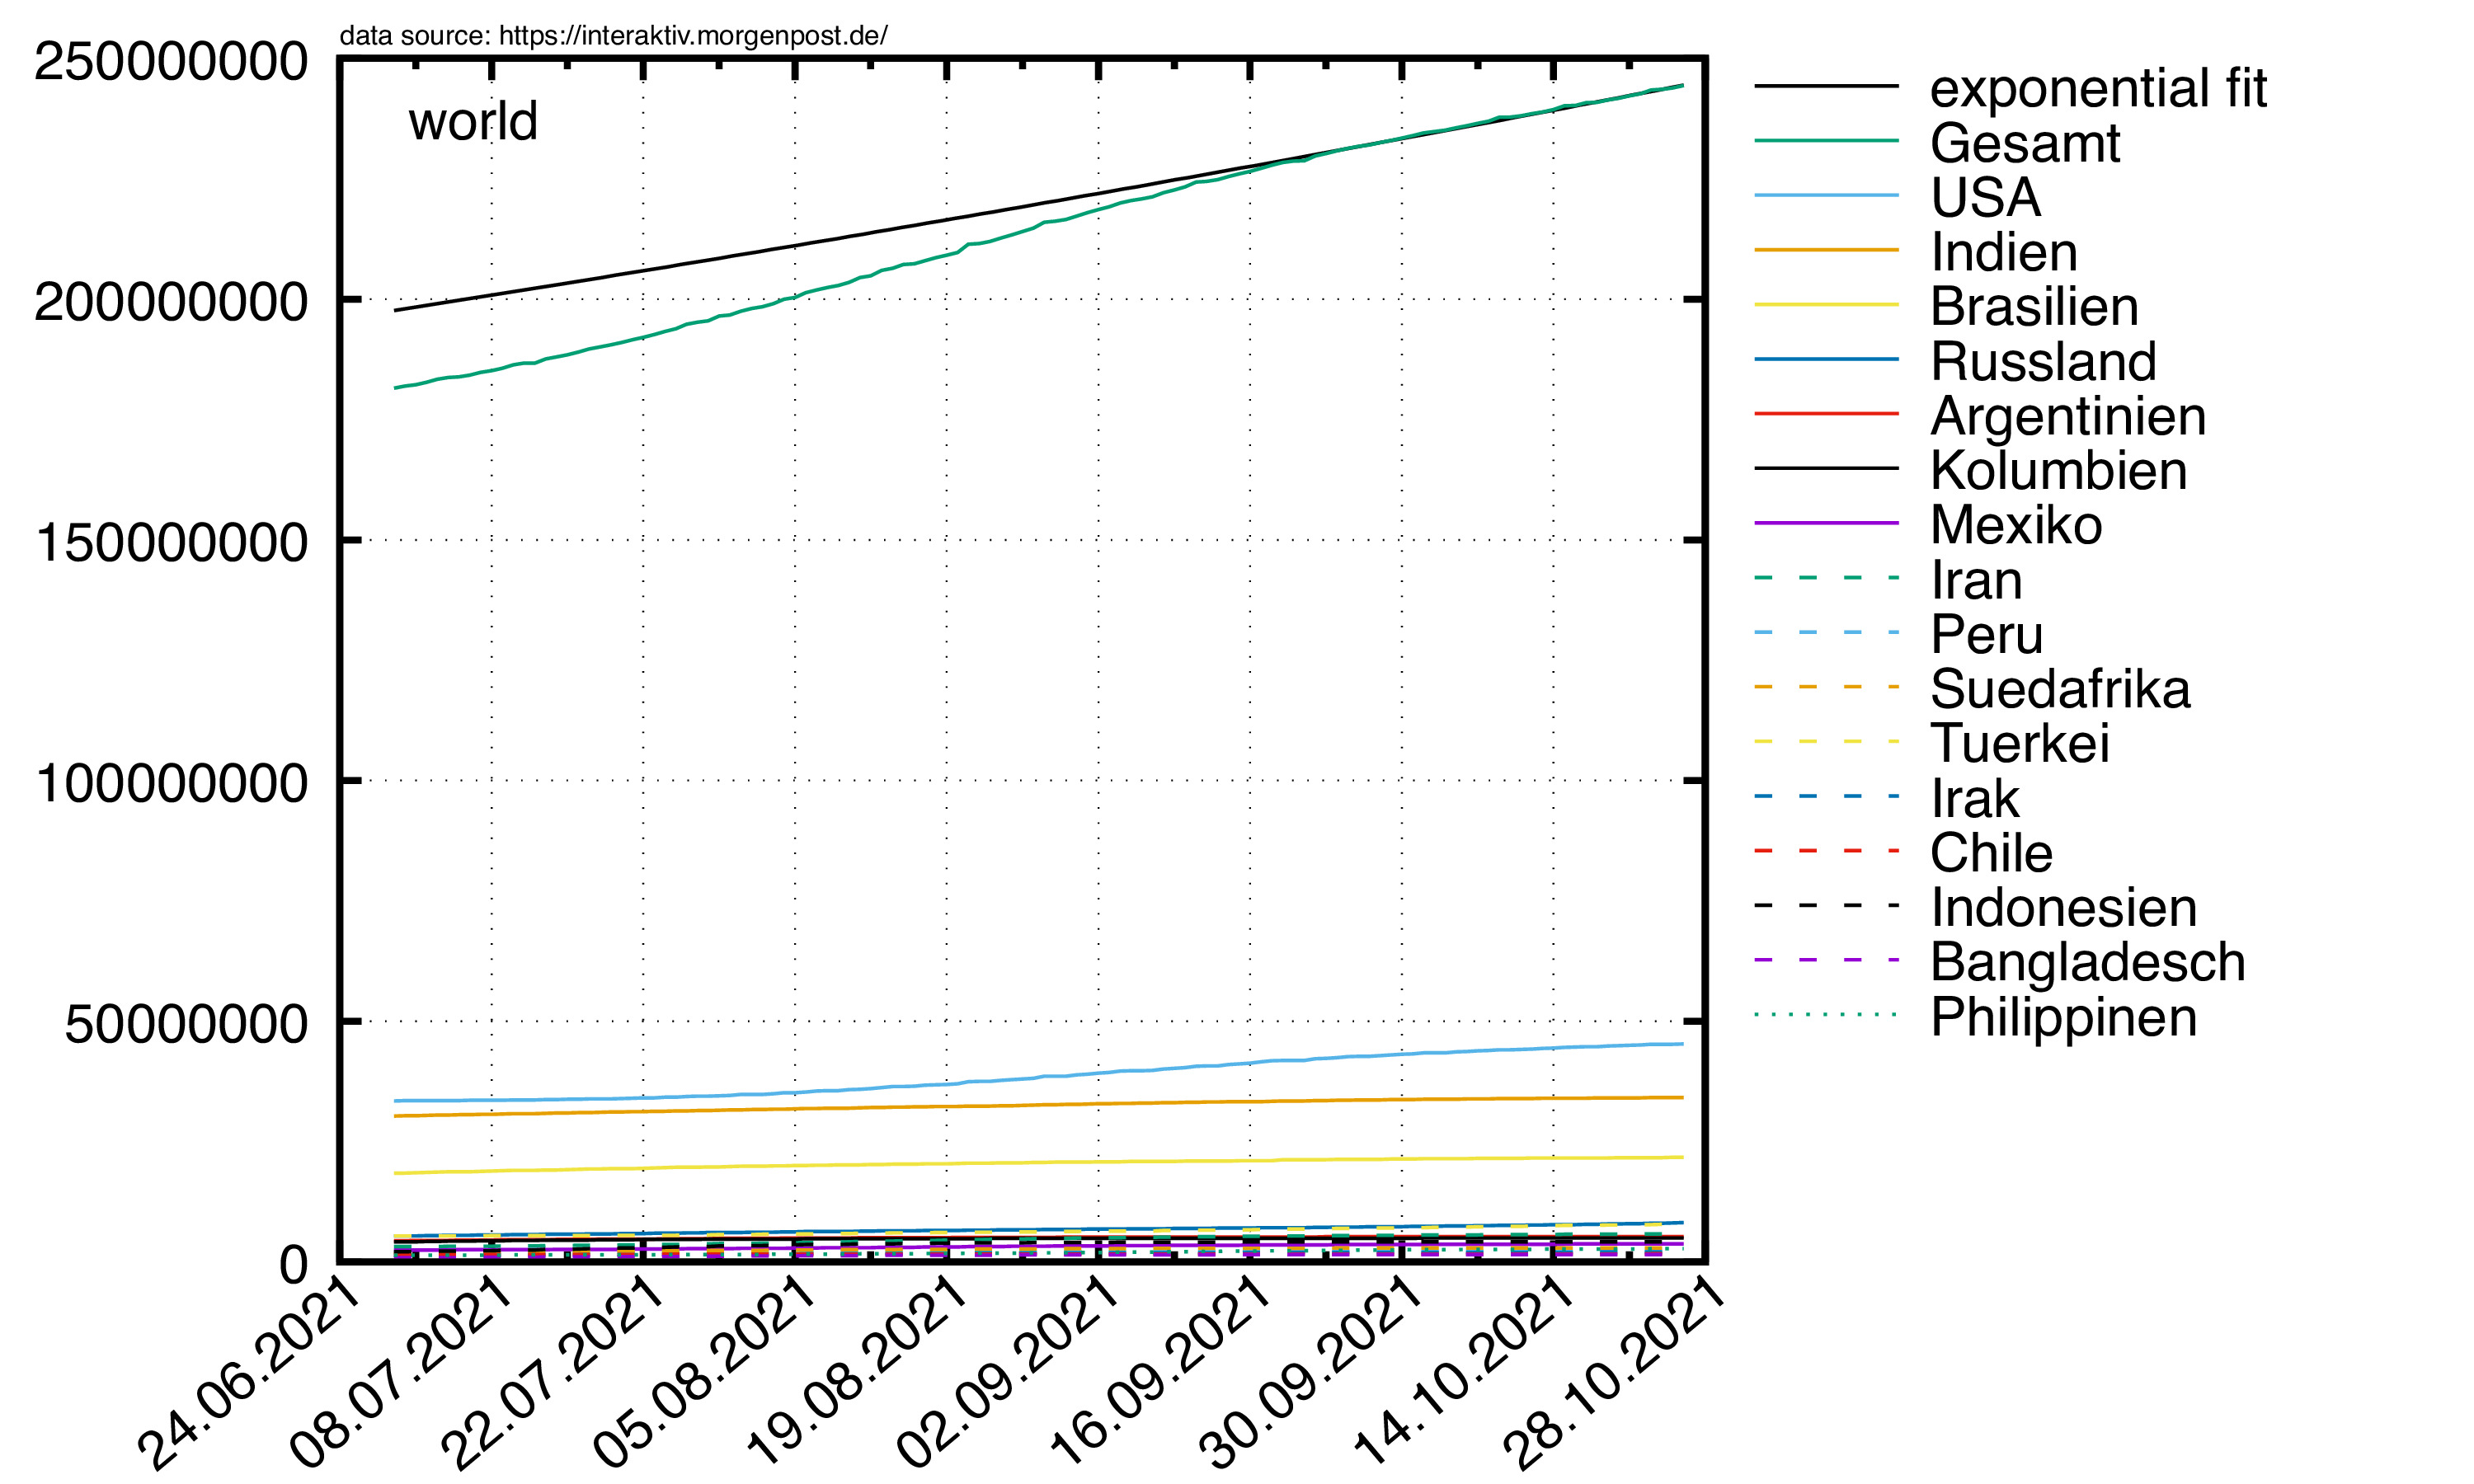 data source: https://interaktiv.morgenpost.de/
250000000
200000000
150000000
100000000
50000000
0
world
24.06.2021
08.07.2021
22.07.2021
05.08.2021
19.08.2021
02.09.2021
16.09.2021
30.09.2021
14.10.2021
28.10.2021
exponential fit
Gesamt
USA
Indien
Brasilien
Russland
Argentinien
Kolumbien
Mexiko
Iran
Peru
Suedafrika
Tuerkei
Irak
Chile
Indonesien
Bangladesch
Philippinen